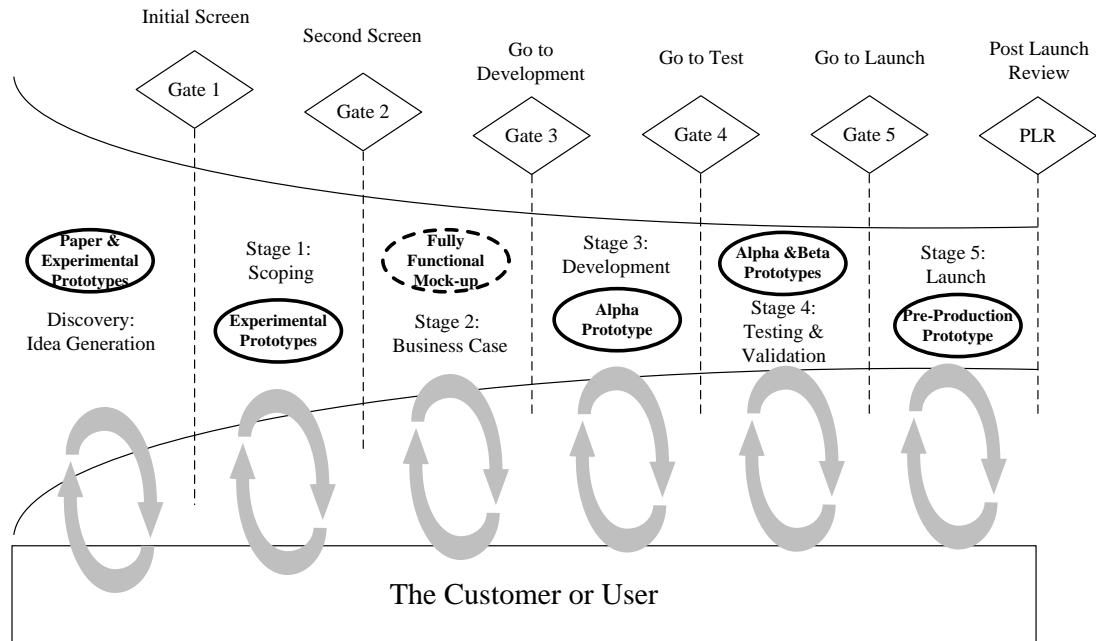 Initial Screen
Second Screen
Go to
Development
Go to Test
Go to Launch
Post Launch
Review
Gate 1
Gate 2
Gate 3
Gate 4
Gate 5
PLR
Paper &
Experimental
Prototypes
Discovery:
Idea Generation
Stage 1:
Scoping
Experimental
Prototypes
Fully
Functional
Mock-up
Stage 2:
Business Case
Stage 3:
Development
Alpha
Prototype
Alpha &Beta
Prototypes
Stage 4:
Testing &
Validation
Stage 5:
Launch
Pre-Production
Prototype
The Customer or User